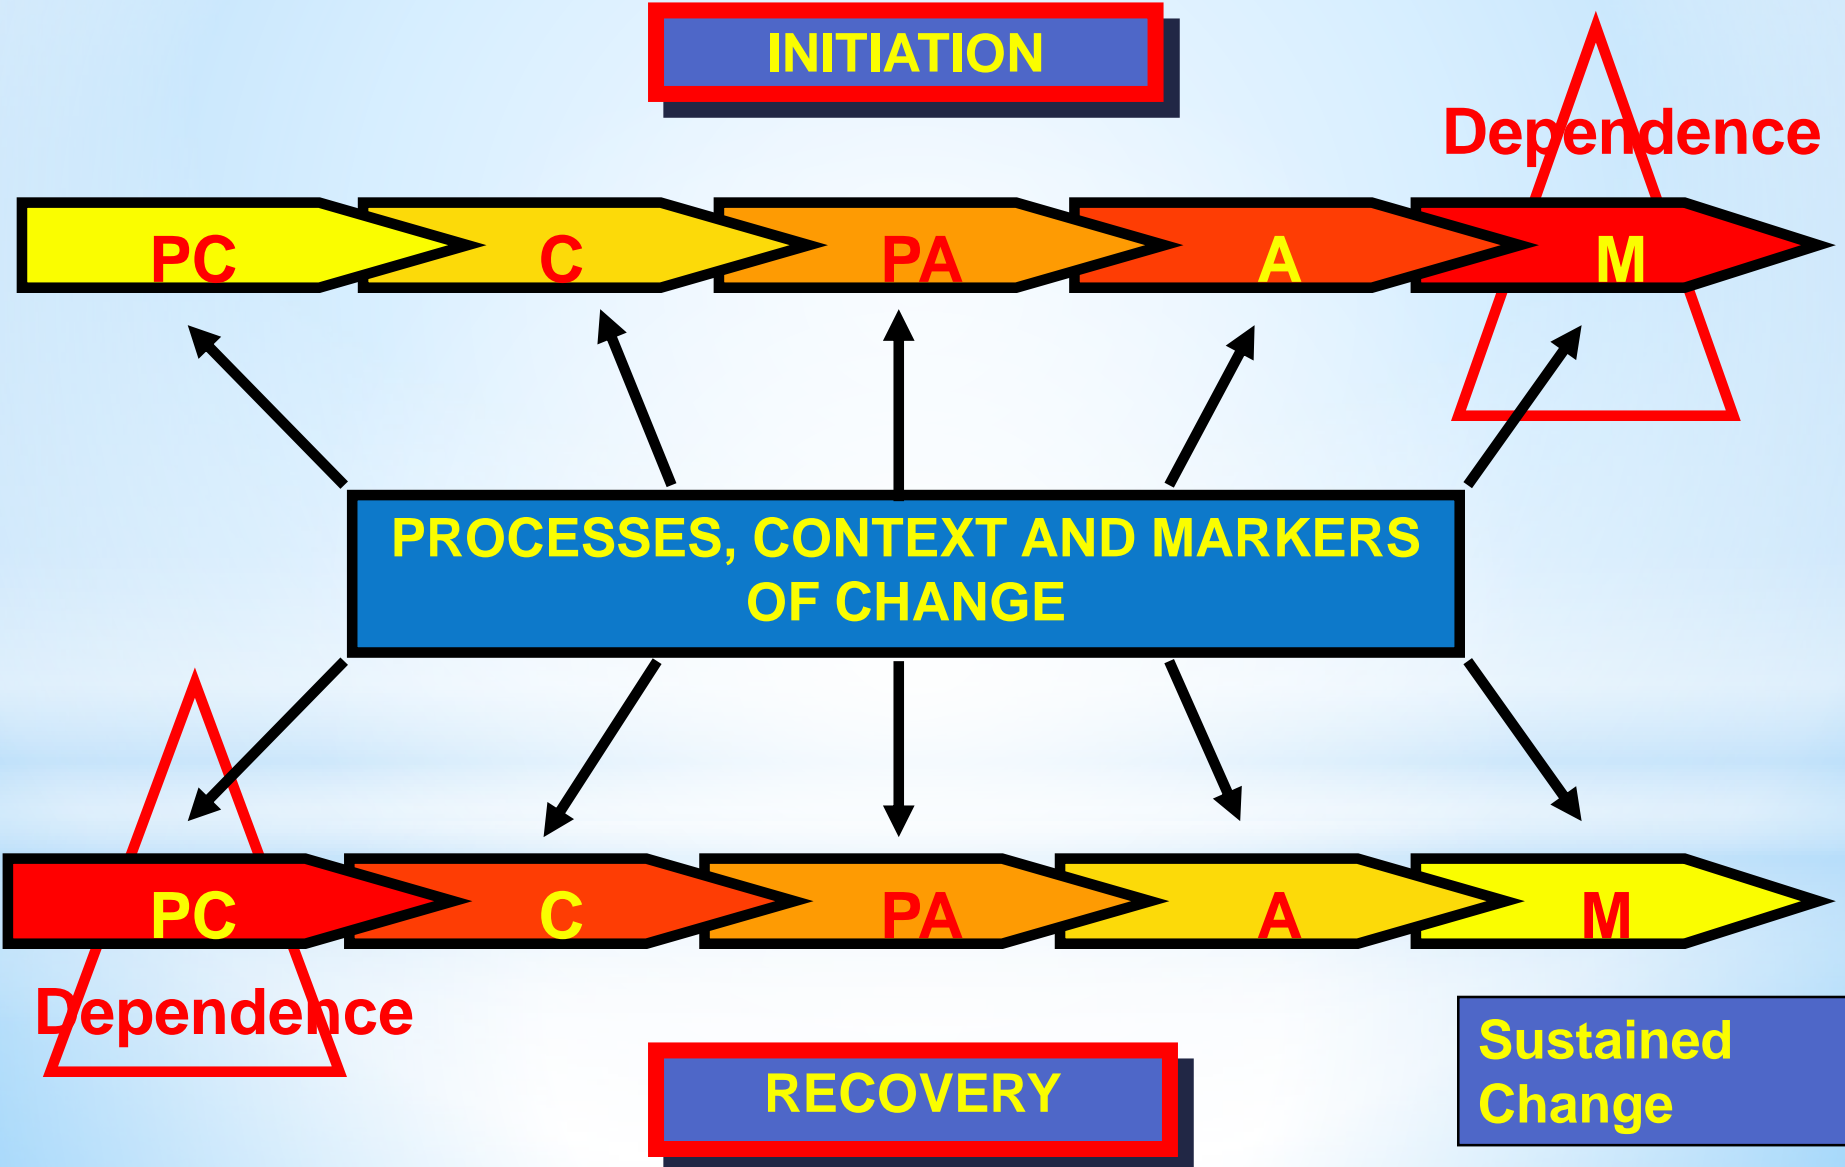 INITIATION
Dependence
PC C PA A M
PROCESSES, CONTEXT AND MARKERS
OF CHANGE
PC C PA A M
Dependence
Sustained
Change
RECOVERY